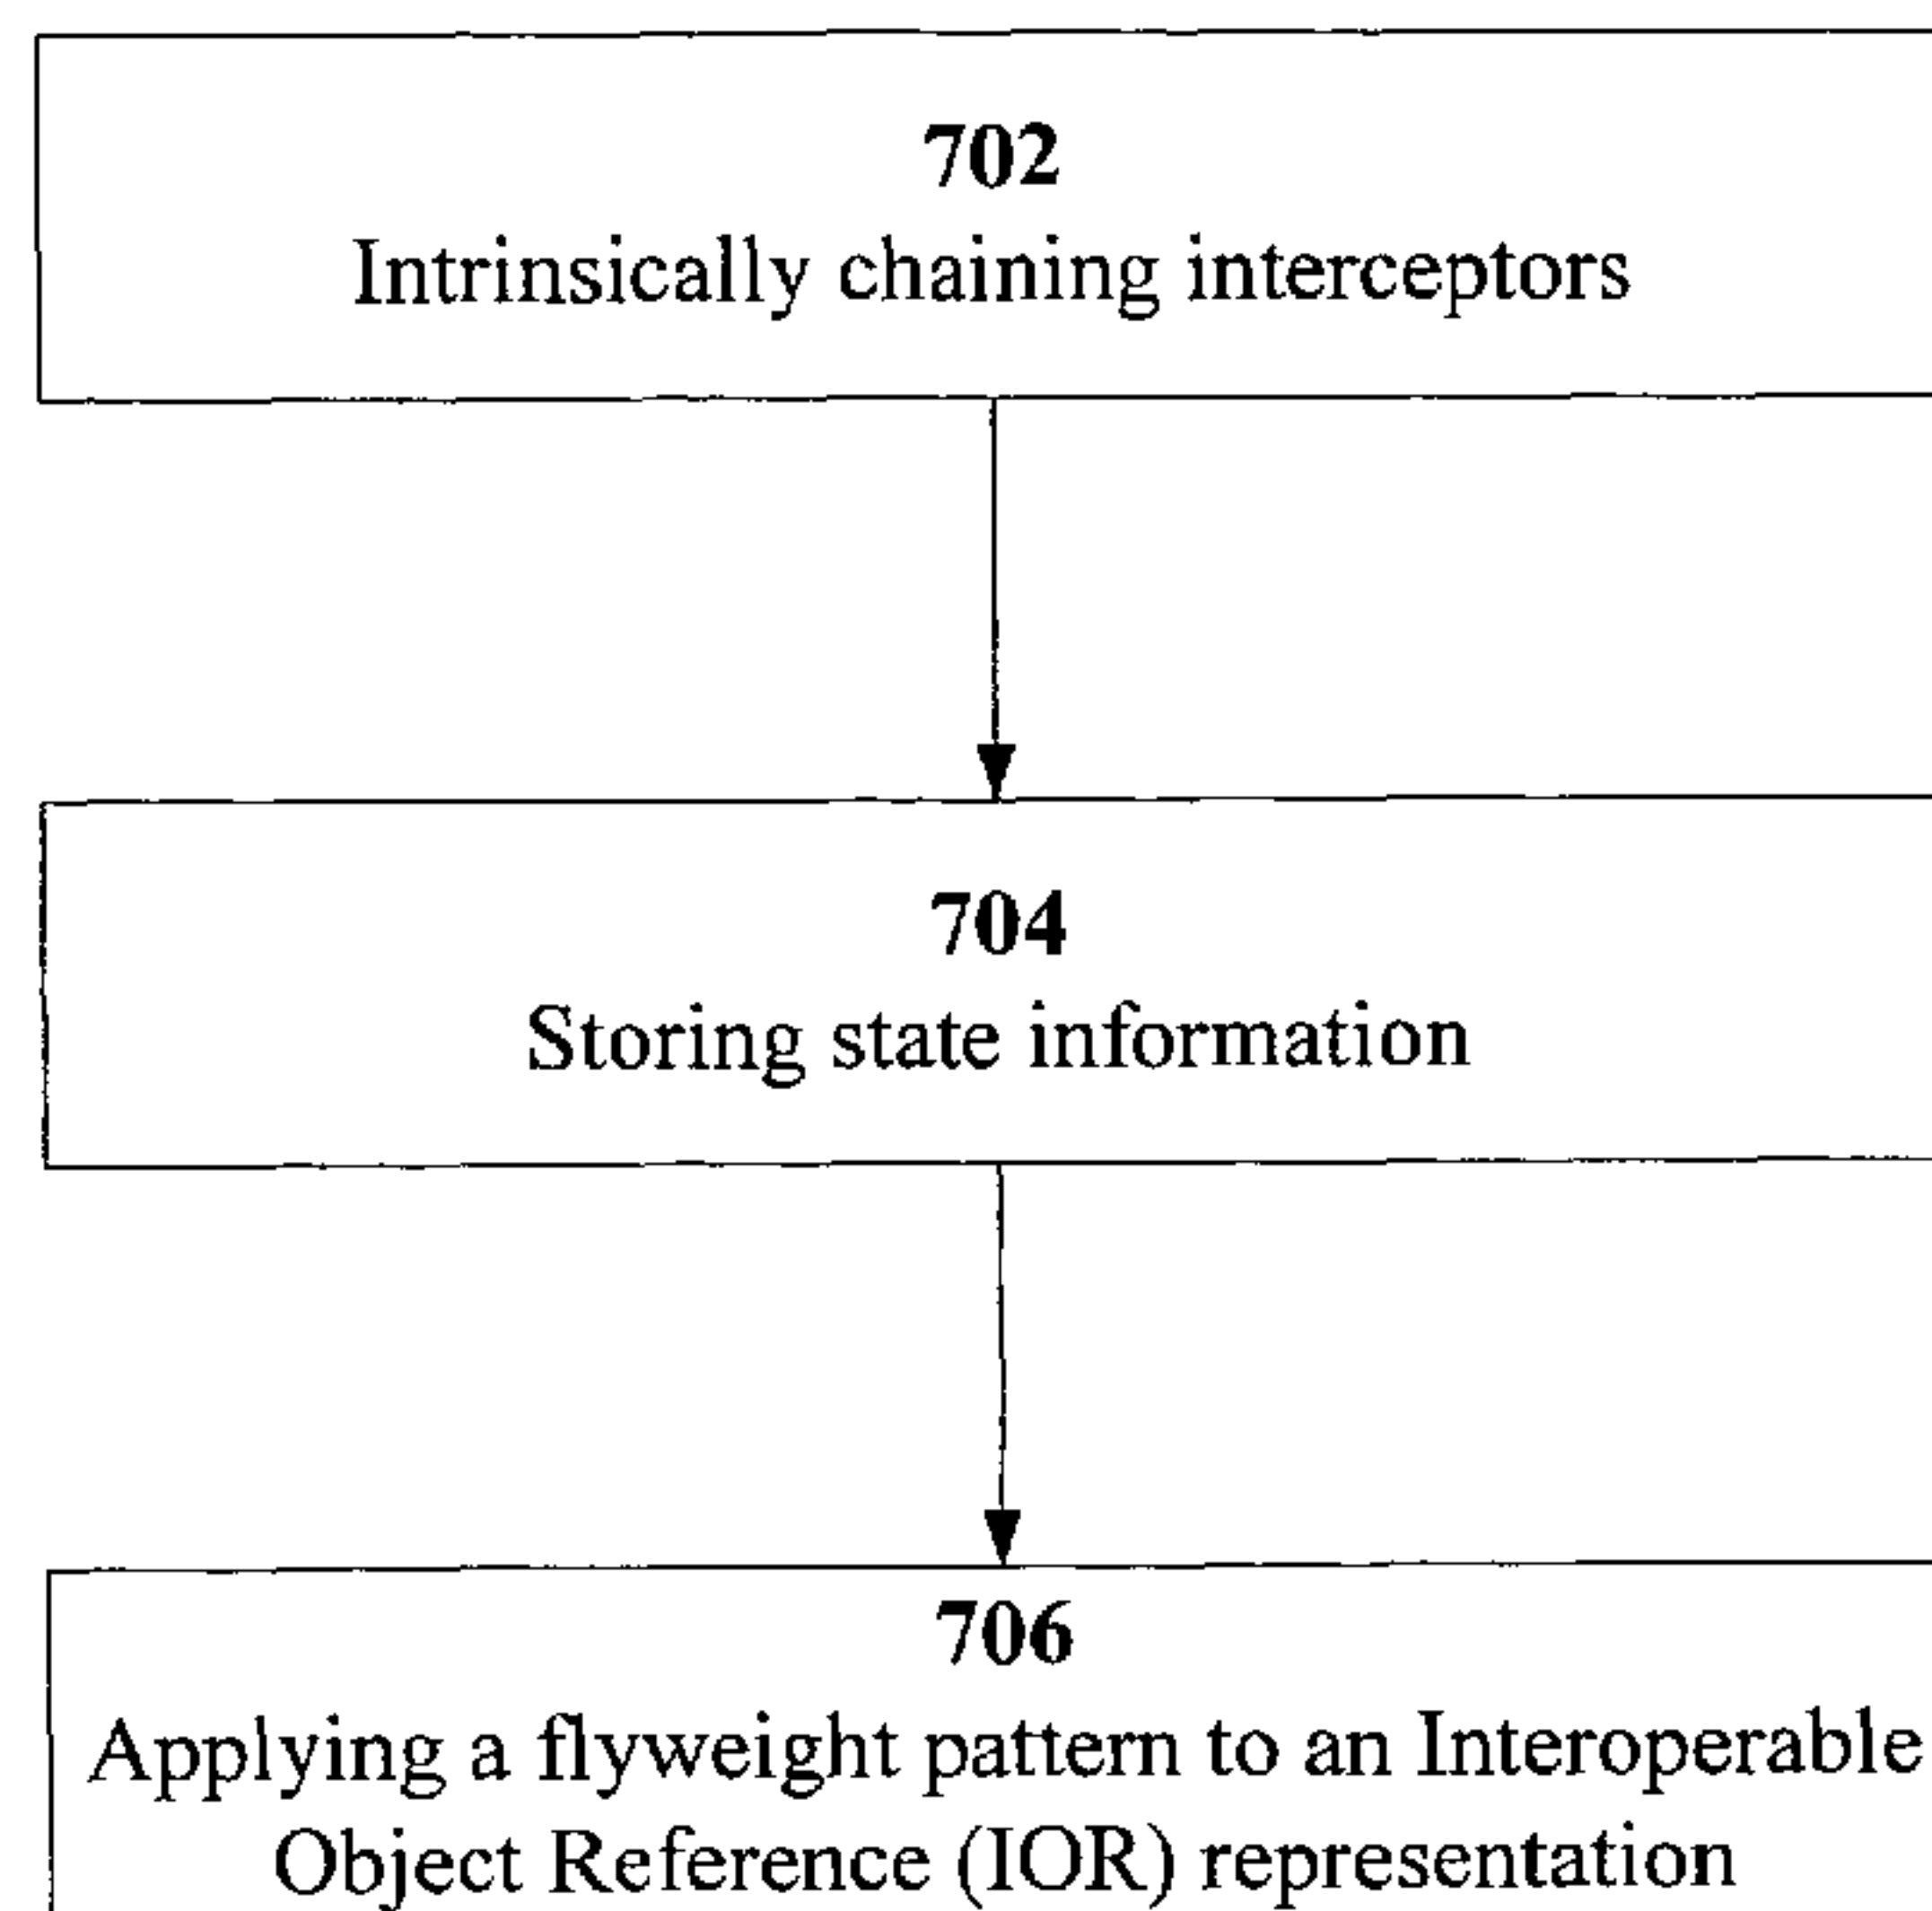 702
Intrinsically chaining interceptors
704
Storing state information
706
Applying a flyweight pattern to an Interoperable
Object Reference (IOR) representation